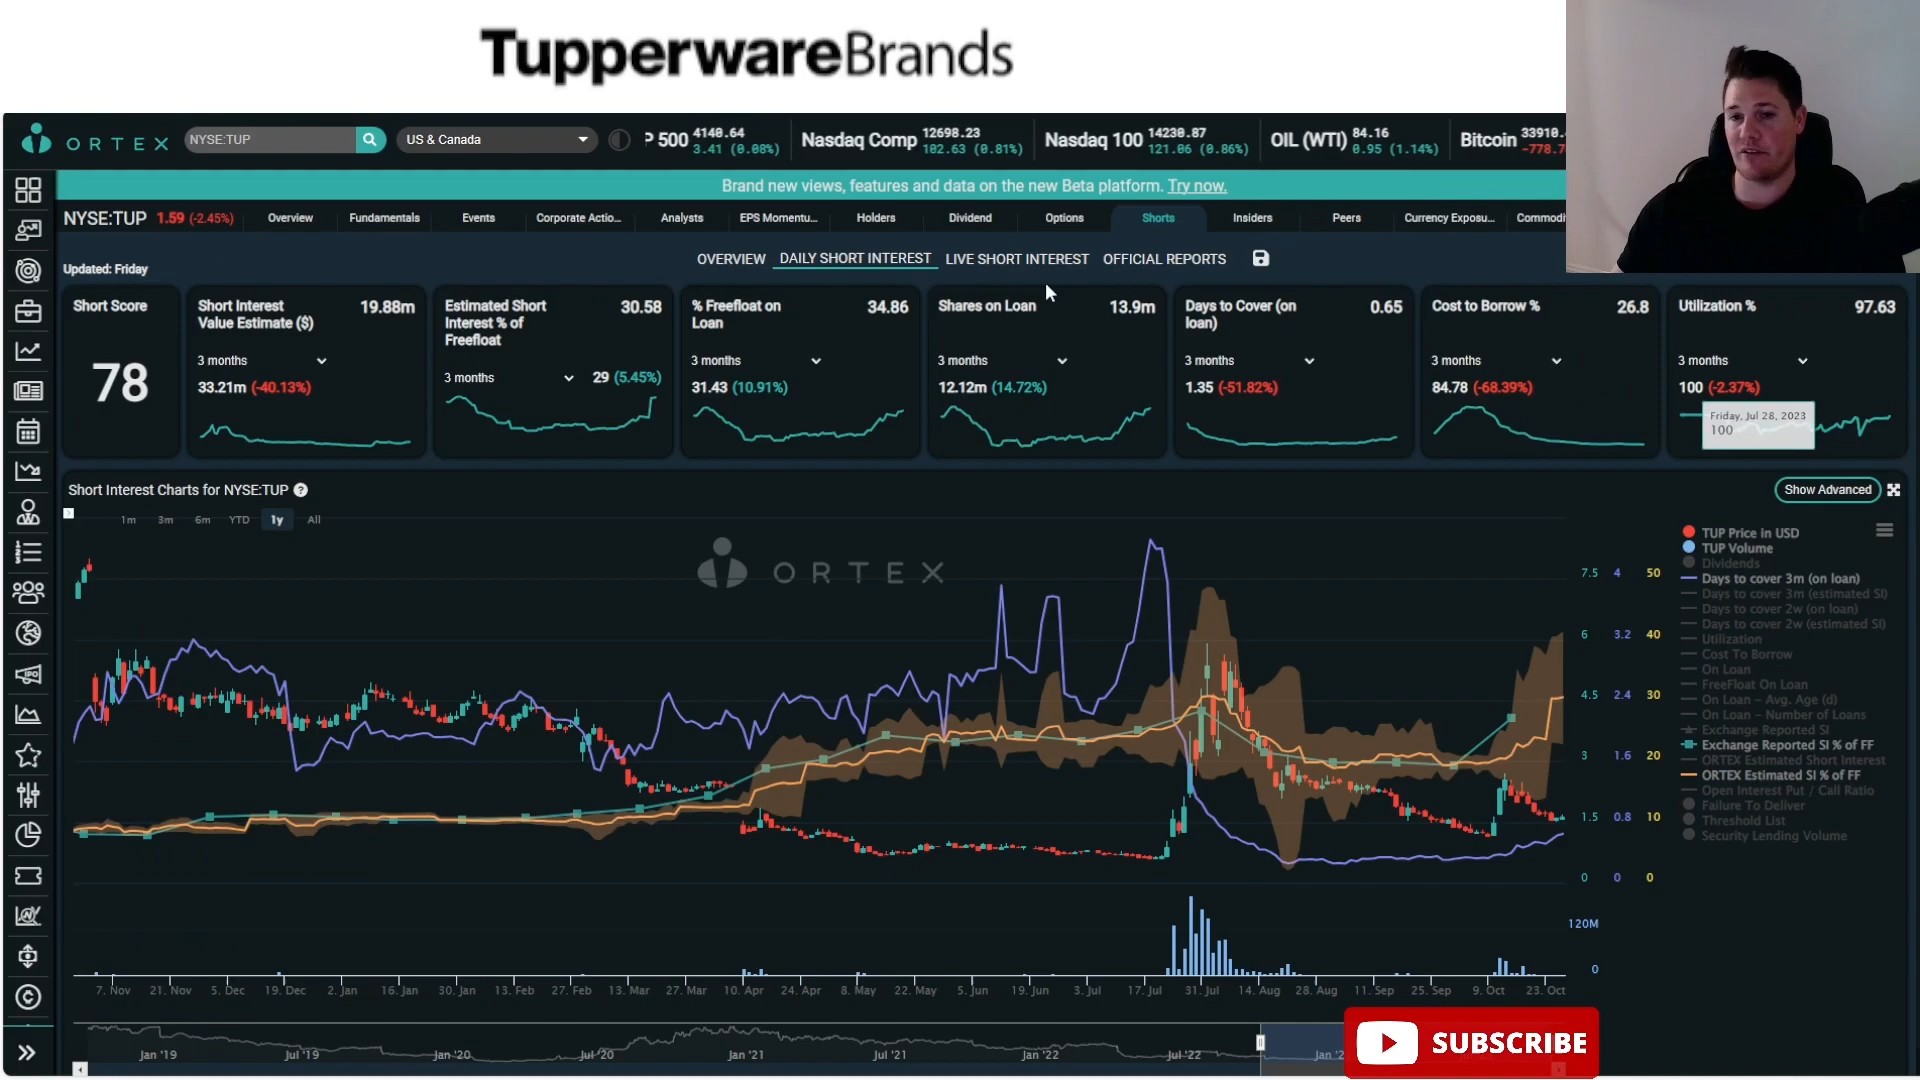 TupperwareBrands
ORTEX
NYSE:TUP
US & Canada
P 500 4140.64 3.41 (0.08%)
Nasdaq Comp 12698.23 102.63 (0.81%)
Nasdaq 100 14230.87 121.06 (0.86%)
OIL (WTI) 84.16 0.95 (1.14%)
Bitcoin 33910. -778.7
Brand new views, features and data on the new Beta platform. Try now.
NYSE:TUP 1.59 (-2.45%) Overview Fundamentals Events Corporate Actio... Analysts EPS Momentu... Holders Dividend Options Shorts Insiders Peers Currency Exposu... Commodi
OVERVIEW DAILY SHORT INTEREST LIVE SHORT INTEREST OFFICIAL REPORTS
Updated: Friday
Short Score
78
Short Interest Value Estimate ($) 19.88m
3 months
33.21m (-40.13%)
Estimated Short Interest % of Freefloat 30.58
3 months 29 (5.45%)
% Freefloat on Loan 34.86
3 months
31.43 (10.91%)
Shares on Loan 13.9m
3 months
12.12m (14.72%)
Days to Cover (on loan) 0.65
3 months
1.35 (-51.82%)
Cost to Borrow % 26.8
3 months
84.78 (-68.39%)
Utilization % 97.63
3 months
100 (-2.37%)
Friday, Jul 28, 2023
100
Short Interest Charts for NYSE:TUP ?
Show Advanced
1m 3m 6m YTD 1y All
ORTEX
TUP Price in USD
TUP Volume
Dividends
Days to cover 3m (on loan)
Days to cover 3m (estimated SI)
Days to cover 2w (on loan)
Days to cover 2w (estimated SI)
Utilization
Cost To Borrow
On Loan
FreeFloat On Loan
On Loan - Avg. Age (d)
On Loan - Number of Loans
Exchange Reported SI
Exchange Reported SI % of FF
ORTEX Estimated Short Interest
ORTEX Estimated SI % of FF
Open Interest Put / Call Ratio
Failure To Deliver
Threshold List
Security Lending Volume
7.5 4 50
6 3.2 40
4.5 2.4 30
3 1.6 20
1.5 0.8 10
0 0 0
120M
0
7. Nov 21. Nov 5. Dec 19. Dec 2. Jan 16. Jan 30. Jan 13. Feb 27. Feb 13. Mar 27. Mar 10. Apr 24. Apr 8. May 22. May 5. Jun 19. Jun 3. Jul 17. Jul 31. Jul 14. Aug 28. Aug 11. Sep 25. Sep 9. Oct 23. Oct
Jan '19 Jul '19 Jan '20 Jul '20 Jan '21 Jul '21 Jan '22 Jul '22 Jan '2
SUBSCRIBE